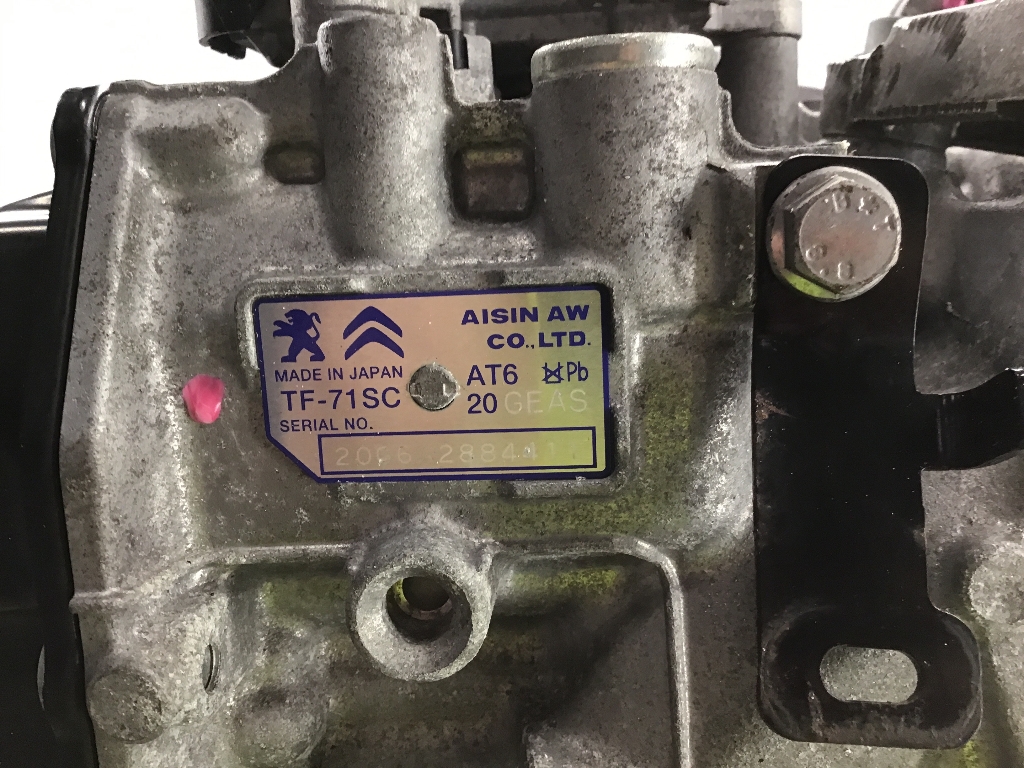 AISIN AW
CO.,LTD.
MADE IN JAPAN
AT6 Pb
TF-71SC
20 GEAS
SERIAL NO.